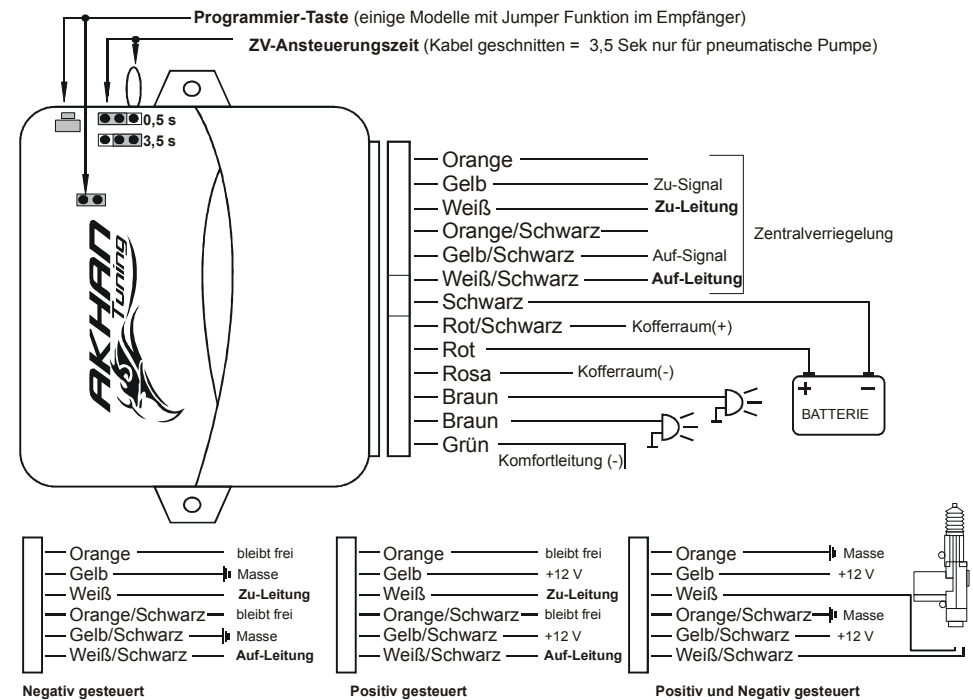 Programmier-Taste (einige Modelle mit Jumper Funktion im Empfänger)
ZV-Ansteuerungszeit (Kabel geschnitten = 3,5 Sek nur für pneumatische Pumpe)
0,5 s
3,5 s
AKHAN
Tuning
Orange
Gelb Zu-Signal
Weiß Zu-Leitung
Orange/Schwarz
Zentralverriegelung
Gelb/Schwarz Auf-Signal
Weiß/Schwarz Auf-Leitung
Schwarz
Rot/Schwarz Kofferraum(+)
Rot
Rosa Kofferraum(-)
Braun
Braun
Grün
Komfortleitung (-)
+ −
BATTERIE
Orange bleibt frei
Gelb Masse
Weiß Zu-Leitung
Orange/Schwarz bleibt frei
Gelb/Schwarz Masse
Weiß/Schwarz Auf-Leitung
Negativ gesteuert
Orange bleibt frei
Gelb +12 V
Weiß Zu-Leitung
Orange/Schwarz bleibt frei
Gelb/Schwarz +12 V
Weiß/Schwarz Auf-Leitung
Positiv gesteuert
Orange Masse
Gelb +12 V
Weiß
Orange/Schwarz Masse
Gelb/Schwarz +12 V
Weiß/Schwarz
Positiv und Negativ gesteuert